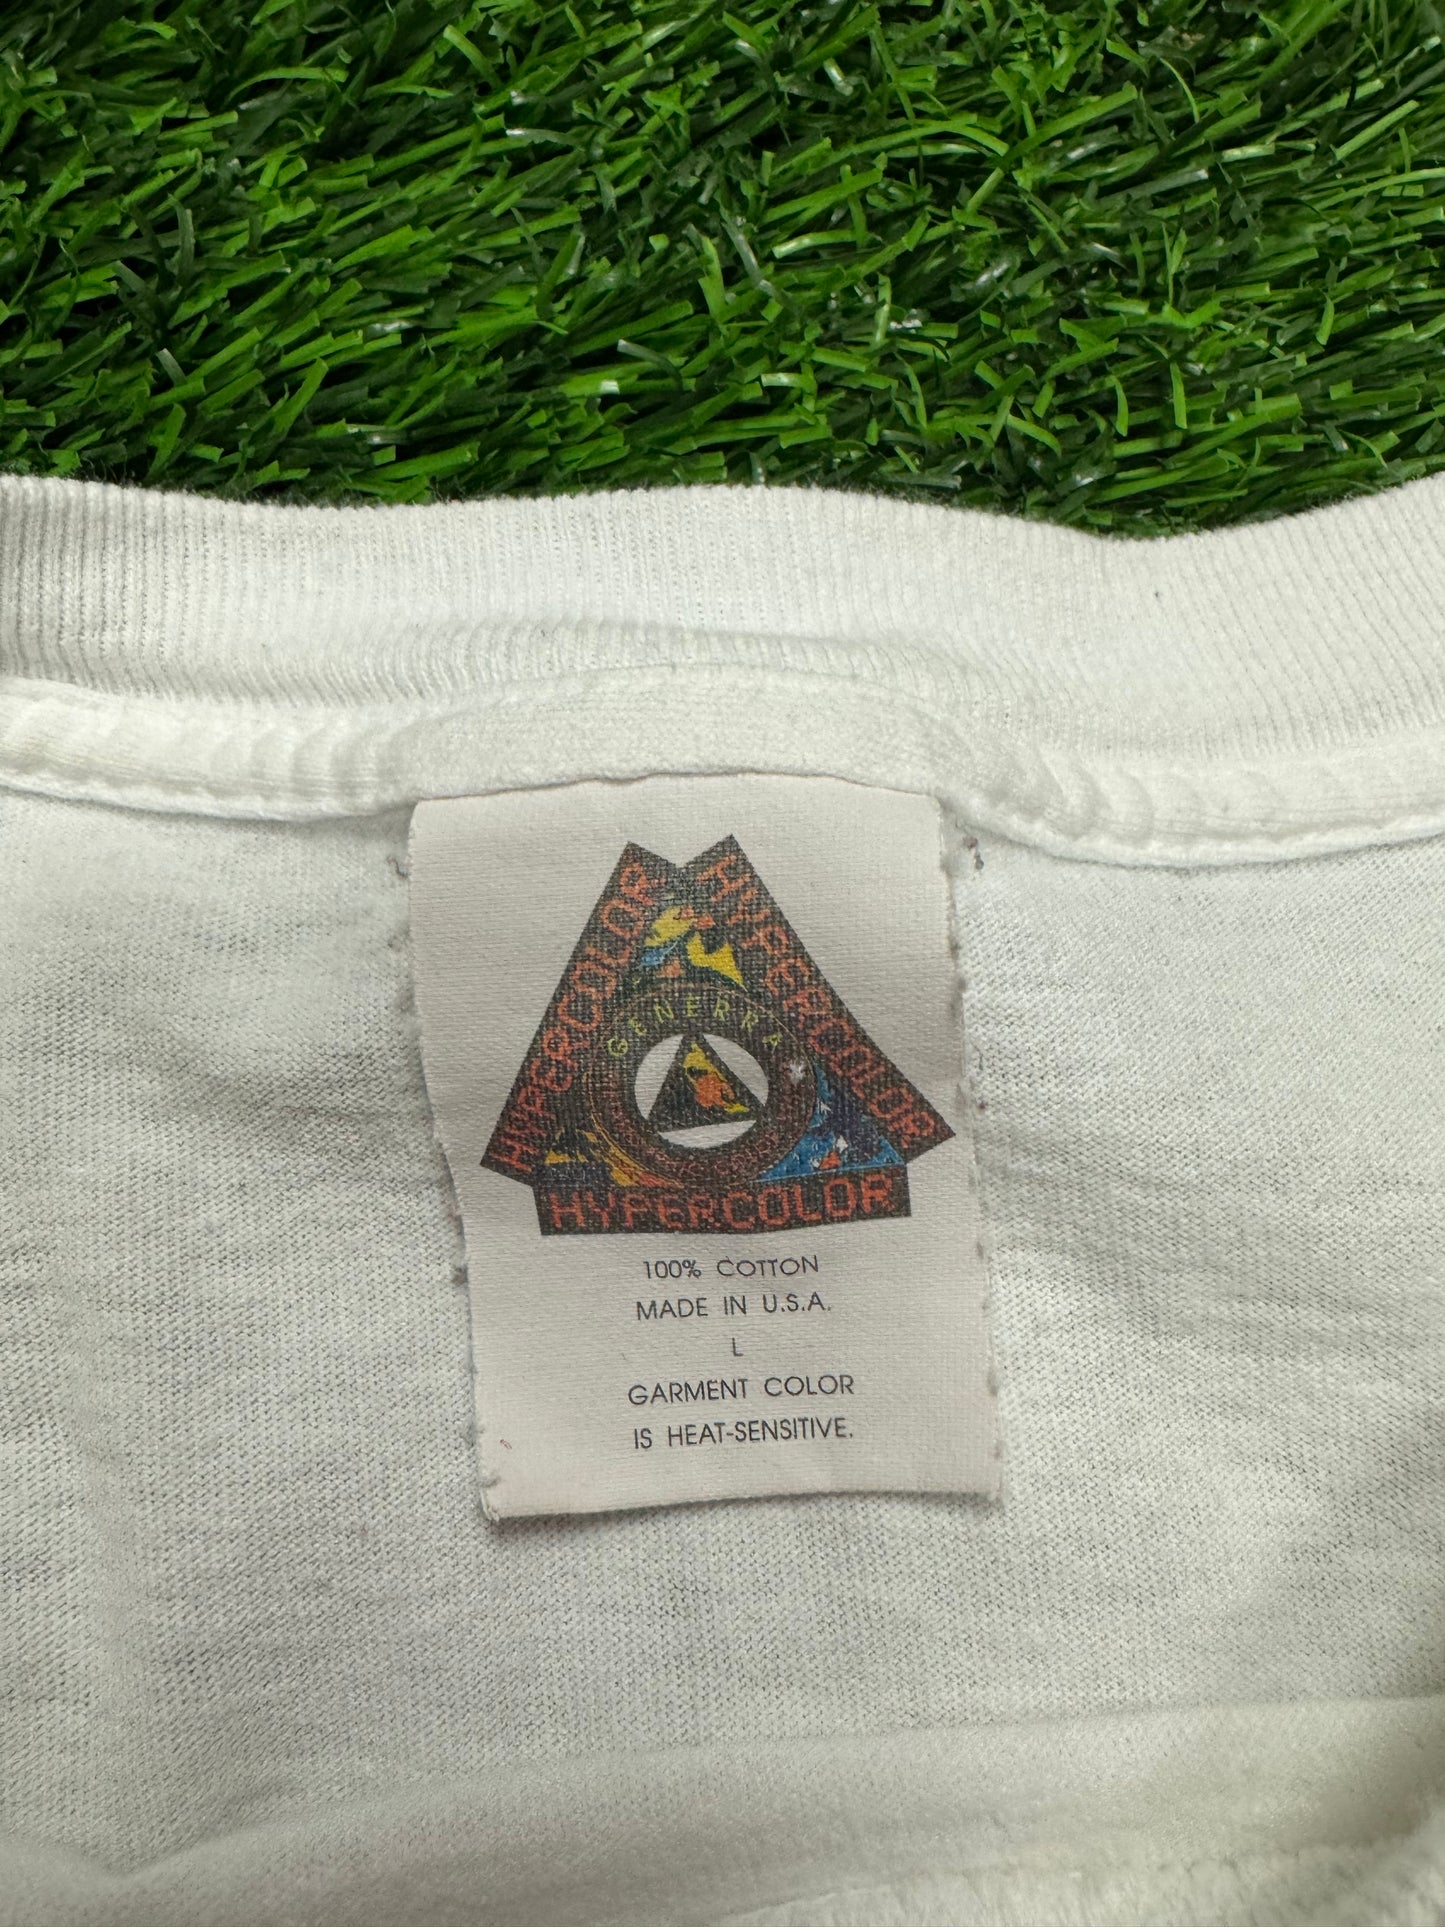 HYPERCOLOR
HYPERCOLOR
GENERRA
HYPERCOLOR
100% COTTON
MADE IN U.S.A.
L
GARMENT COLOR
IS HEAT-SENSITIVE.